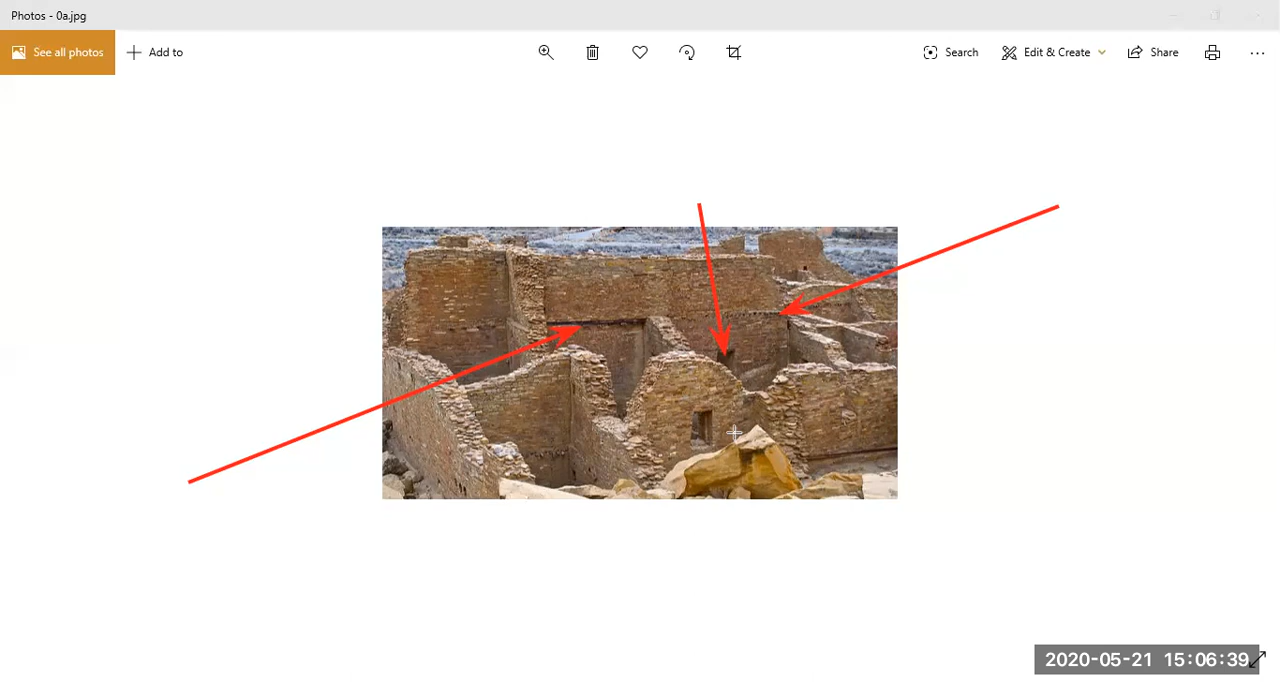 Photos - 0a.jpg
See all photos
Add to
Search
Edit & Create
Share
2020-05-21 15:06:39